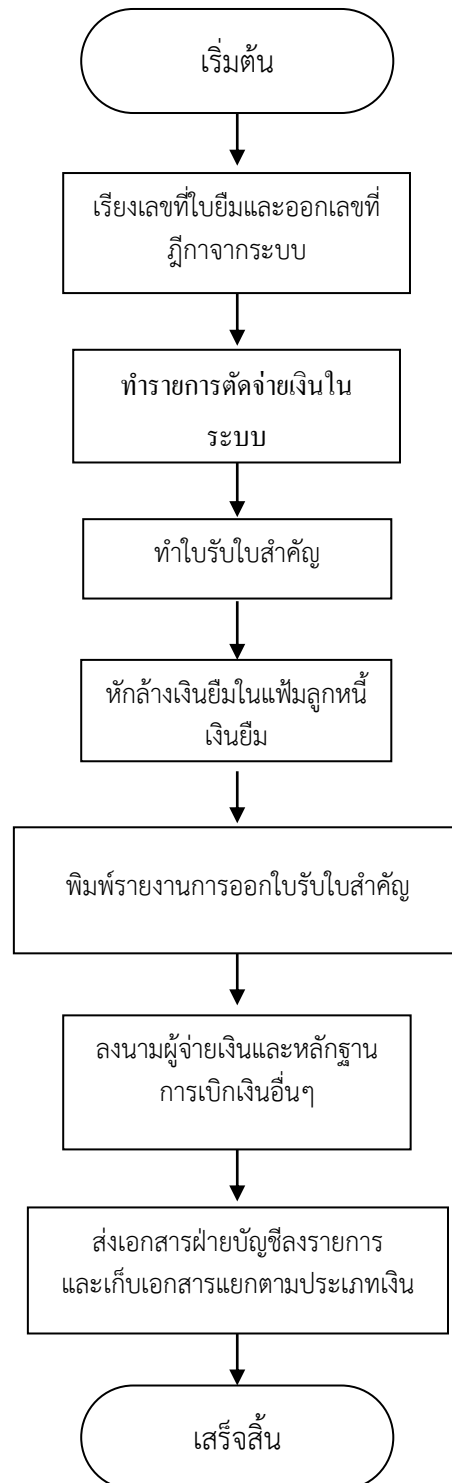 เริ่มต้น
เรียงเลขที่ใบยืมและออกเลขที่
ฎีกาจากระบบ
ทำรายการตัดจ่ายเงินใน
ระบบ
ทำใบรับใบสำคัญ
หักล้างเงินยืมในแฟ้มลูกหนี้
เงินยืม
พิมพ์รายงานการออกใบรับใบสำคัญ
ลงนามผู้จ่ายเงินและหลักฐาน
การเบิกเงินอื่นๆ
ส่งเอกสารฝ่ายบัญชีลงรายการ
และเก็บเอกสารแยกตามประเภทเงิน
เสร็จสิ้น